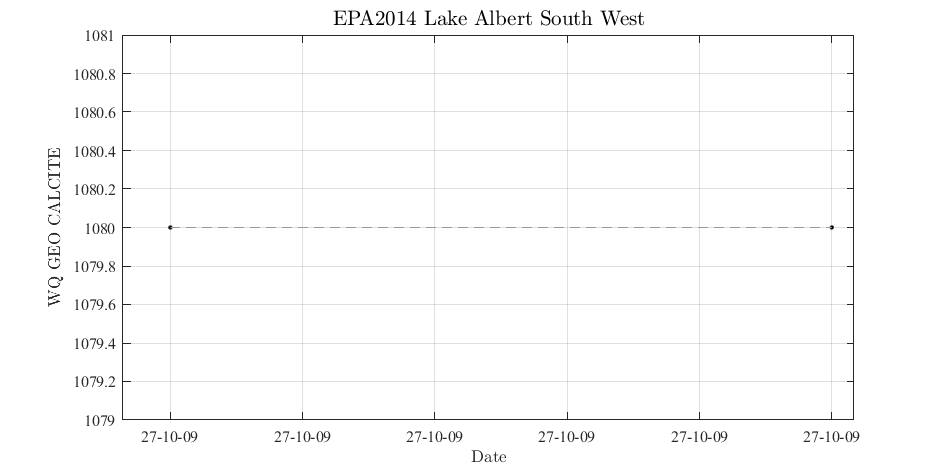 EPA2014 Lake Albert South West
1081
1080.8
1080.6
1080.4
1080.2
1080
1079.8
1079.6
1079.4
1079.2
1079
WQ GEO CALCITE
27-10-09 27-10-09 27-10-09 27-10-09 27-10-09 27-10-09
Date